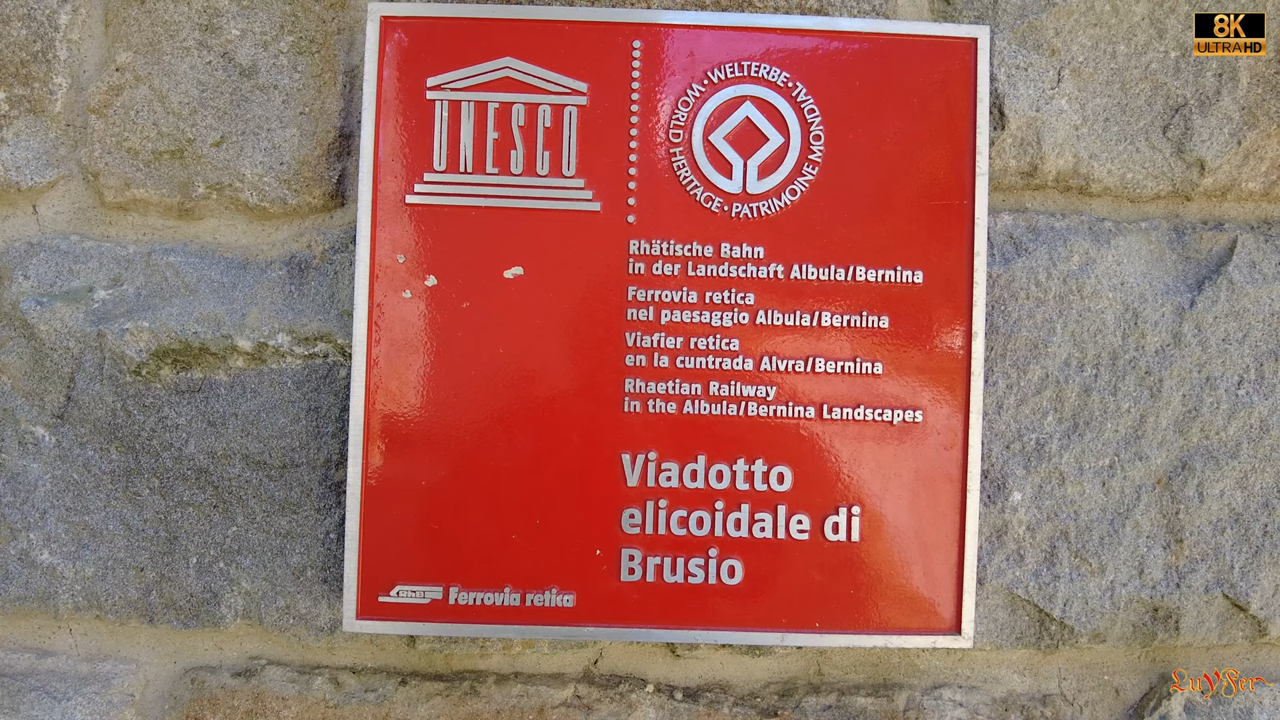 8K
ULTRA HD
UNESCO
WORLD HERITAGE · WELTERBE · PATRIMOINE MONDIAL
Rhätische Bahn
in der Landschaft Albula/Bernina
Ferrovia retica
nel paesaggio Albula/Bernina
Viafier retica
en la cuntrada Alvra/Bernina
Rhaetian Railway
in the Albula/Bernina Landscapes
Viadotto
elicoidale di
Brusio
RhB Ferrovia retica
LuYFer